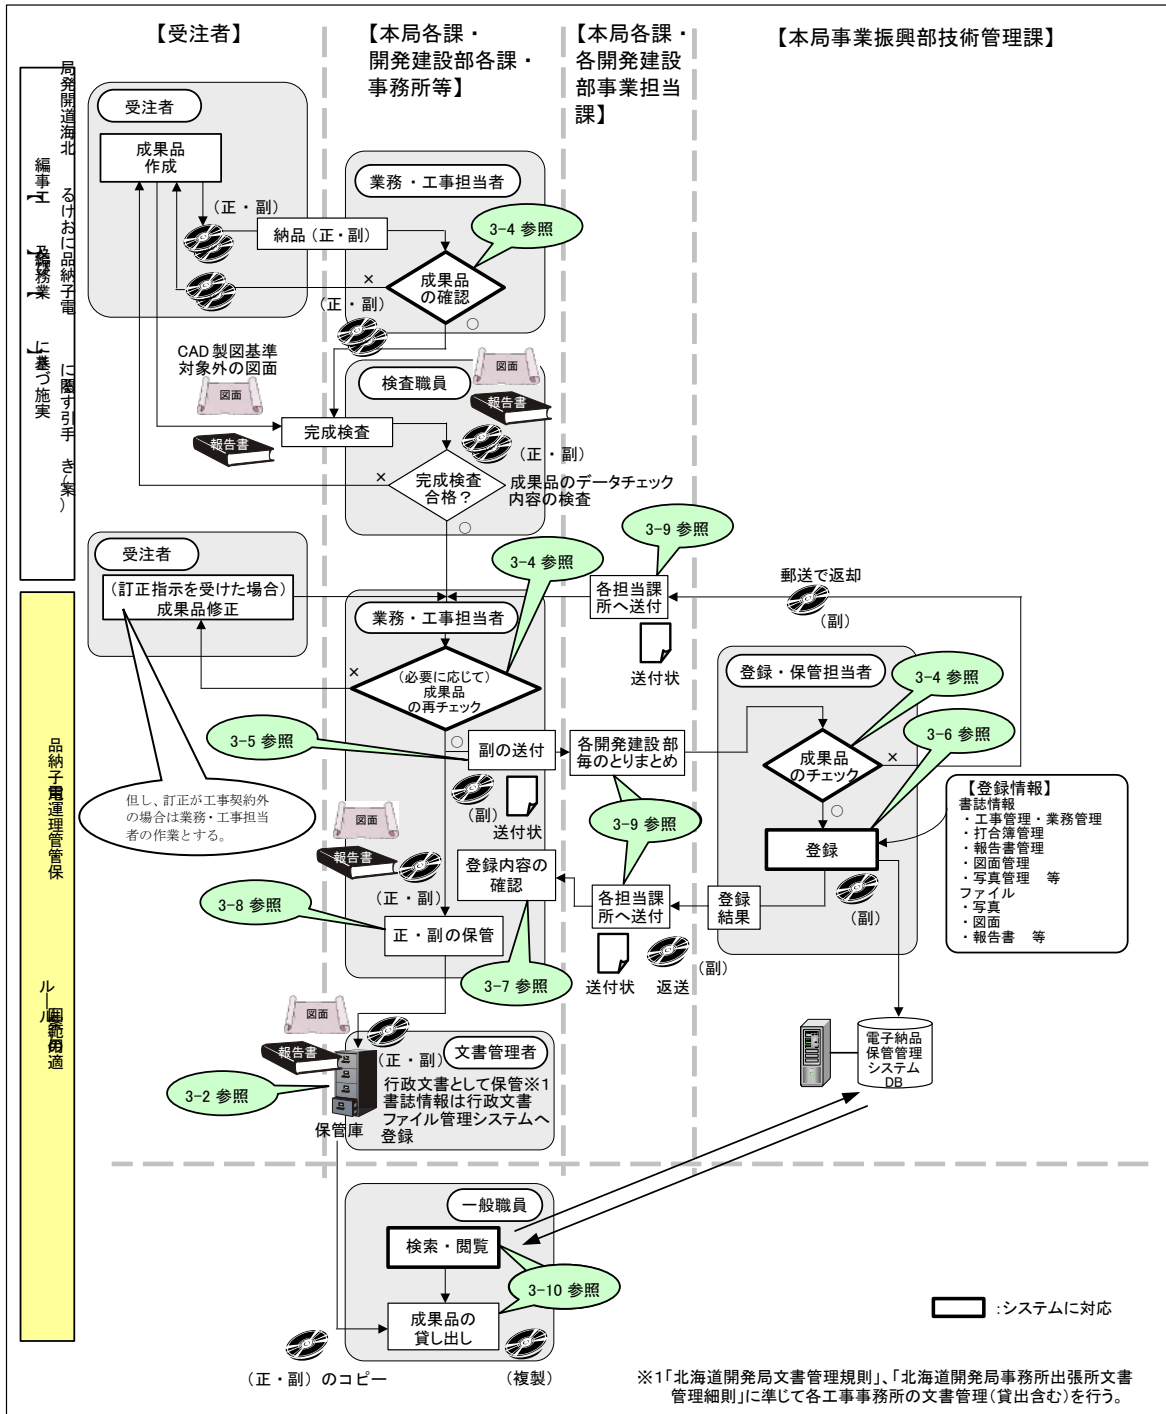 【受注者】
【本局各課・
開発建設部各課・
事務所等】
【本局各課・
各開発建設
部事業担当
課】
【本局事業振興部技術管理課】
受注者
成果品
作成
(正・副)
納品(正・副)
業務・工事担当者
3-4 参照
成果品
の確認
×
(正・副)
○
CAD 製図基準
対象外の図面
図面
報告書
検査職員
図面
報告書
完成検査
(正・副)
×
完成検査
合格?
成果品のデータチェック
内容の検査
○
受注者
(訂正指示を受けた場合)
成果品修正
3-4 参照
3-9 参照
各担当課
所へ送付
送付状
郵送で返却
(副)
業務・工事担当者
×
(必要に応じて)
成果品
の再チェック
○
登録・保管担当者
3-4 参照
3-6 参照
3-5 参照
副の送付
各開発建設部
毎のとりまとめ
成果品
のチェック
×
○
(副)
送付状
但し、訂正が工事契約外
の場合は業務・工事担当
者の作業とする。
3-9 参照
登録
(副)
【登録情報】
書誌情報
・工事管理・業務管理
・打合簿管理
・報告書管理
・図面管理
・写真管理 等
ファイル
・写真
・図面
・報告書 等
図面
報告書
(正・副)
登録内容の
確認
各担当課
所へ送付
登録
結果
3-8 参照
正・副の保管
3-7 参照
送付状
返送
(副)
図面
報告書
(正・副)
文書管理者
3-2 参照
保管庫
行政文書として保管※1
書誌情報は行政文書
ファイル管理システムへ
登録
電子納品
保管管理
システム
DB
一般職員
検索・閲覧
3-10 参照
成果品の
貸し出し
(正・副)のコピー
(複製)
:システムに対応
※1「北海道開発局文書管理規則」、「北海道開発局事務所出張所文書
管理細則」に準じて各工事事務所の文書管理(貸出含む)を行う。